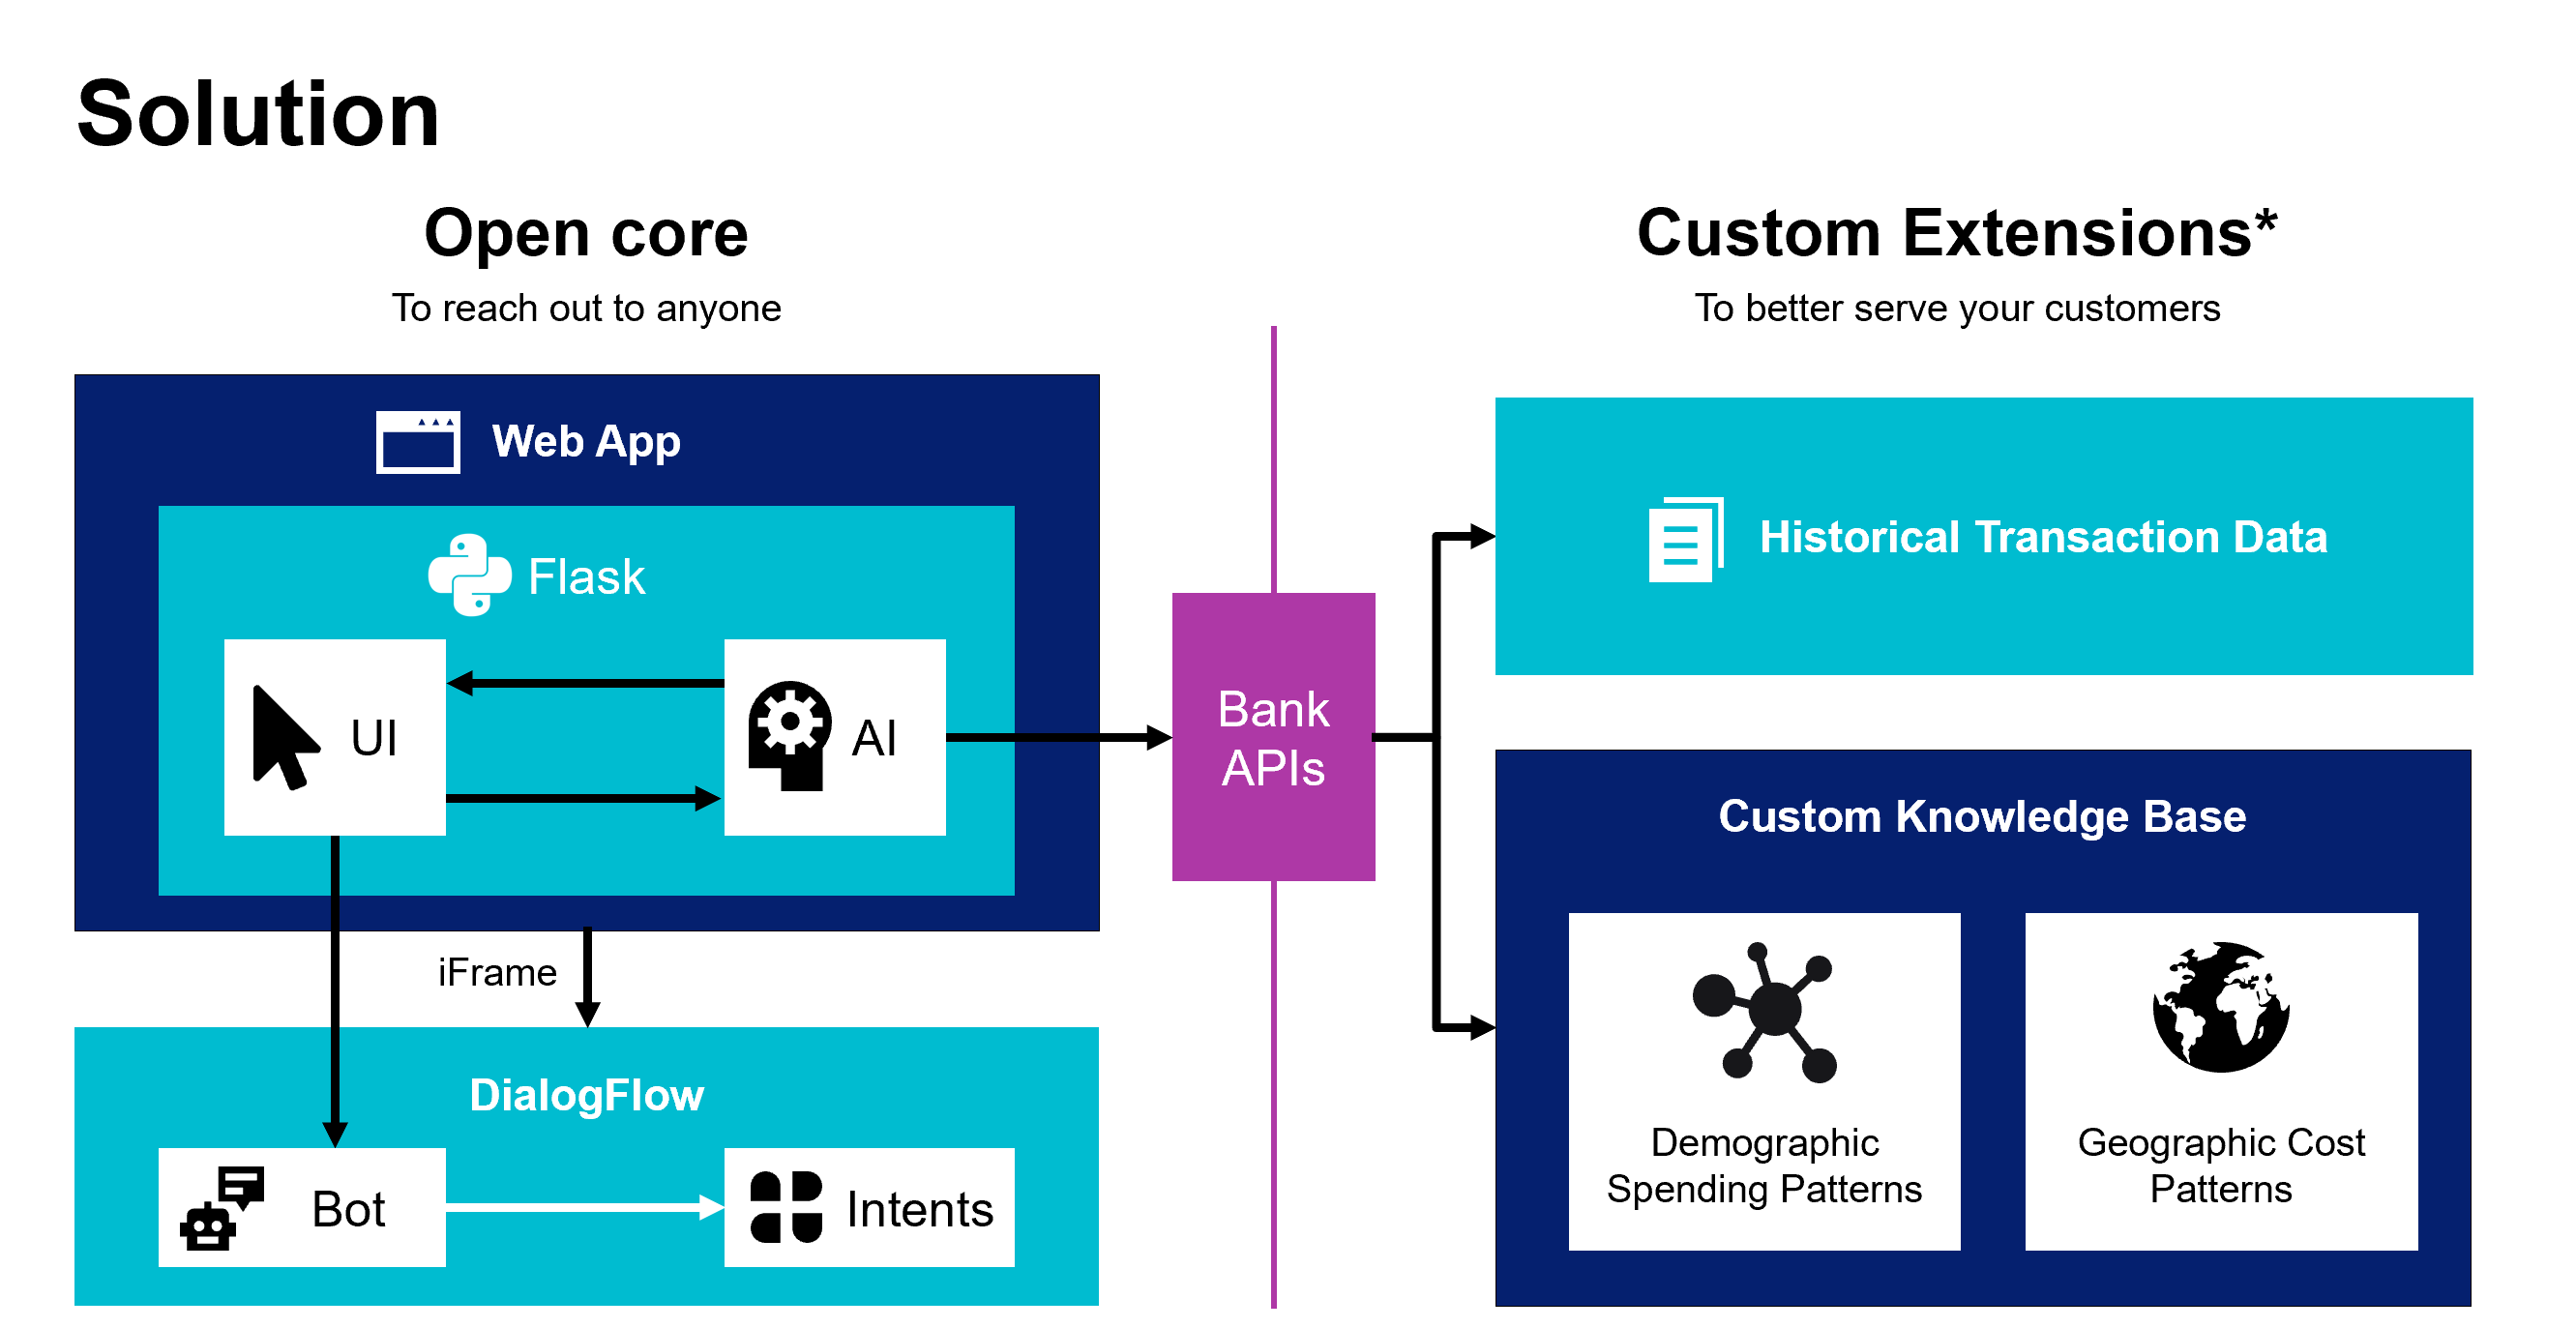 Solution
Open core
To reach out to anyone
Web App
Flask
UI
AI
iFrame
DialogFlow
Bot
Intents
Bank
APIs
Custom Extensions*
To better serve your customers
Historical Transaction Data
Custom Knowledge Base
Demographic
Spending Patterns
Geographic Cost
Patterns